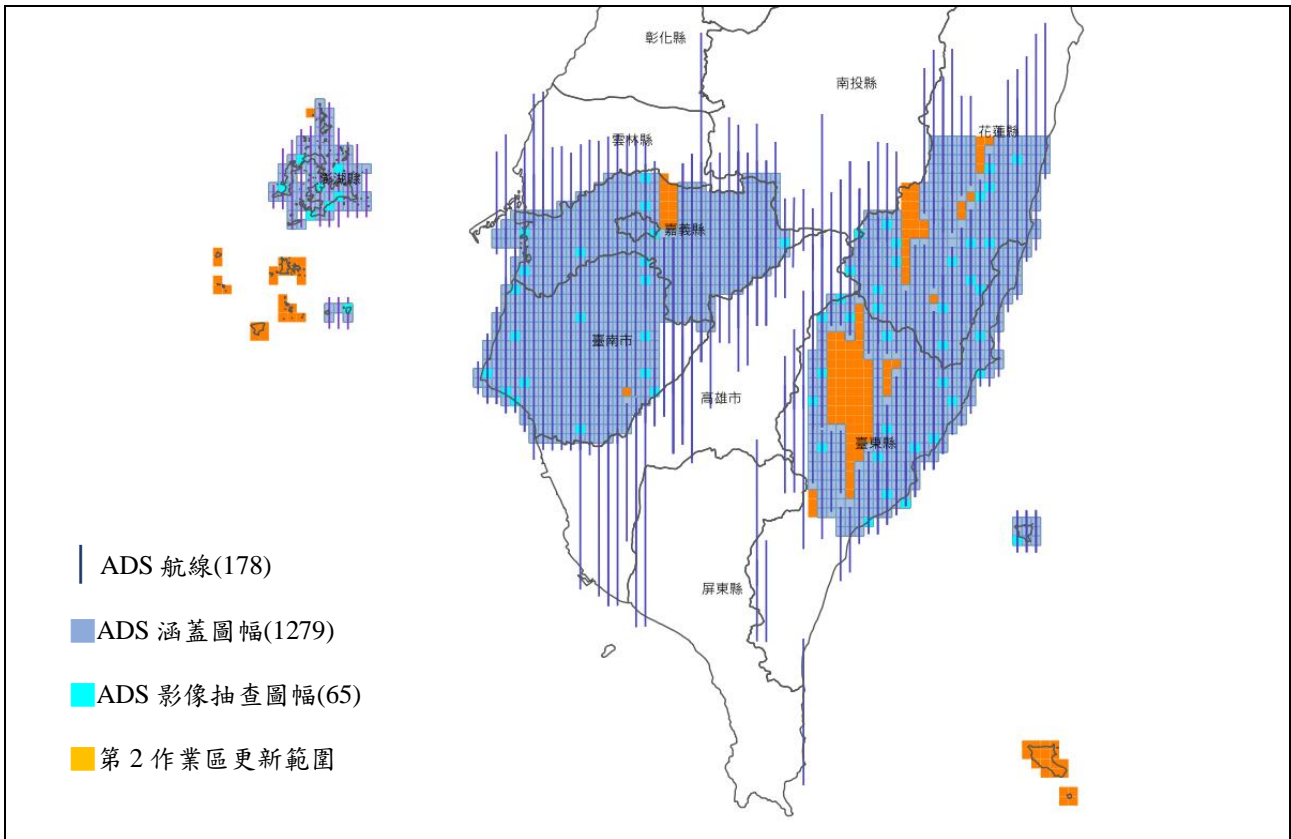 彰化縣
南投縣
花蓮縣
雲林縣
澎湖縣
嘉義縣
臺南市
高雄市
臺東縣
屏東縣
ADS 航線(178)
ADS 涵蓋圖幅(1279)
ADS 影像抽查圖幅(65)
第 2 作業區更新範圍